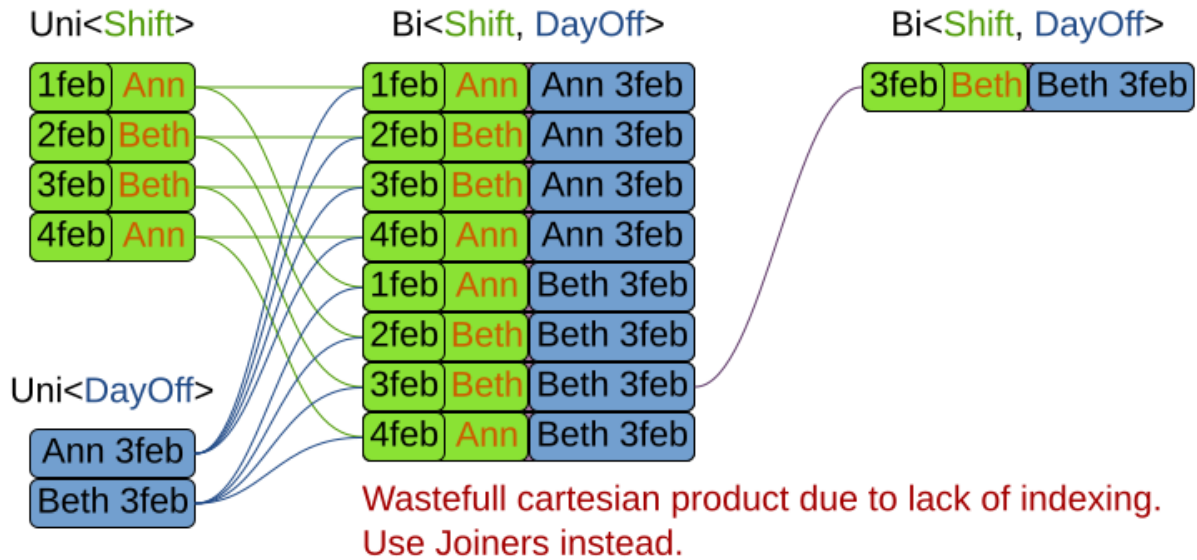 Uni<Shift>
Bi<Shift, DayOff>
Bi<Shift, DayOff>
1feb Ann
2feb Beth
3feb Beth
4feb Ann
Uni<DayOff>
Ann 3feb
Beth 3feb
1feb Ann Ann 3feb
2feb Beth Ann 3feb
3feb Beth Ann 3feb
4feb Ann Ann 3feb
1feb Ann Beth 3feb
2feb Beth Beth 3feb
3feb Beth Beth 3feb
4feb Ann Beth 3feb
3feb Beth Beth 3feb
Wastefull cartesian product due to lack of indexing.
Use Joiners instead.